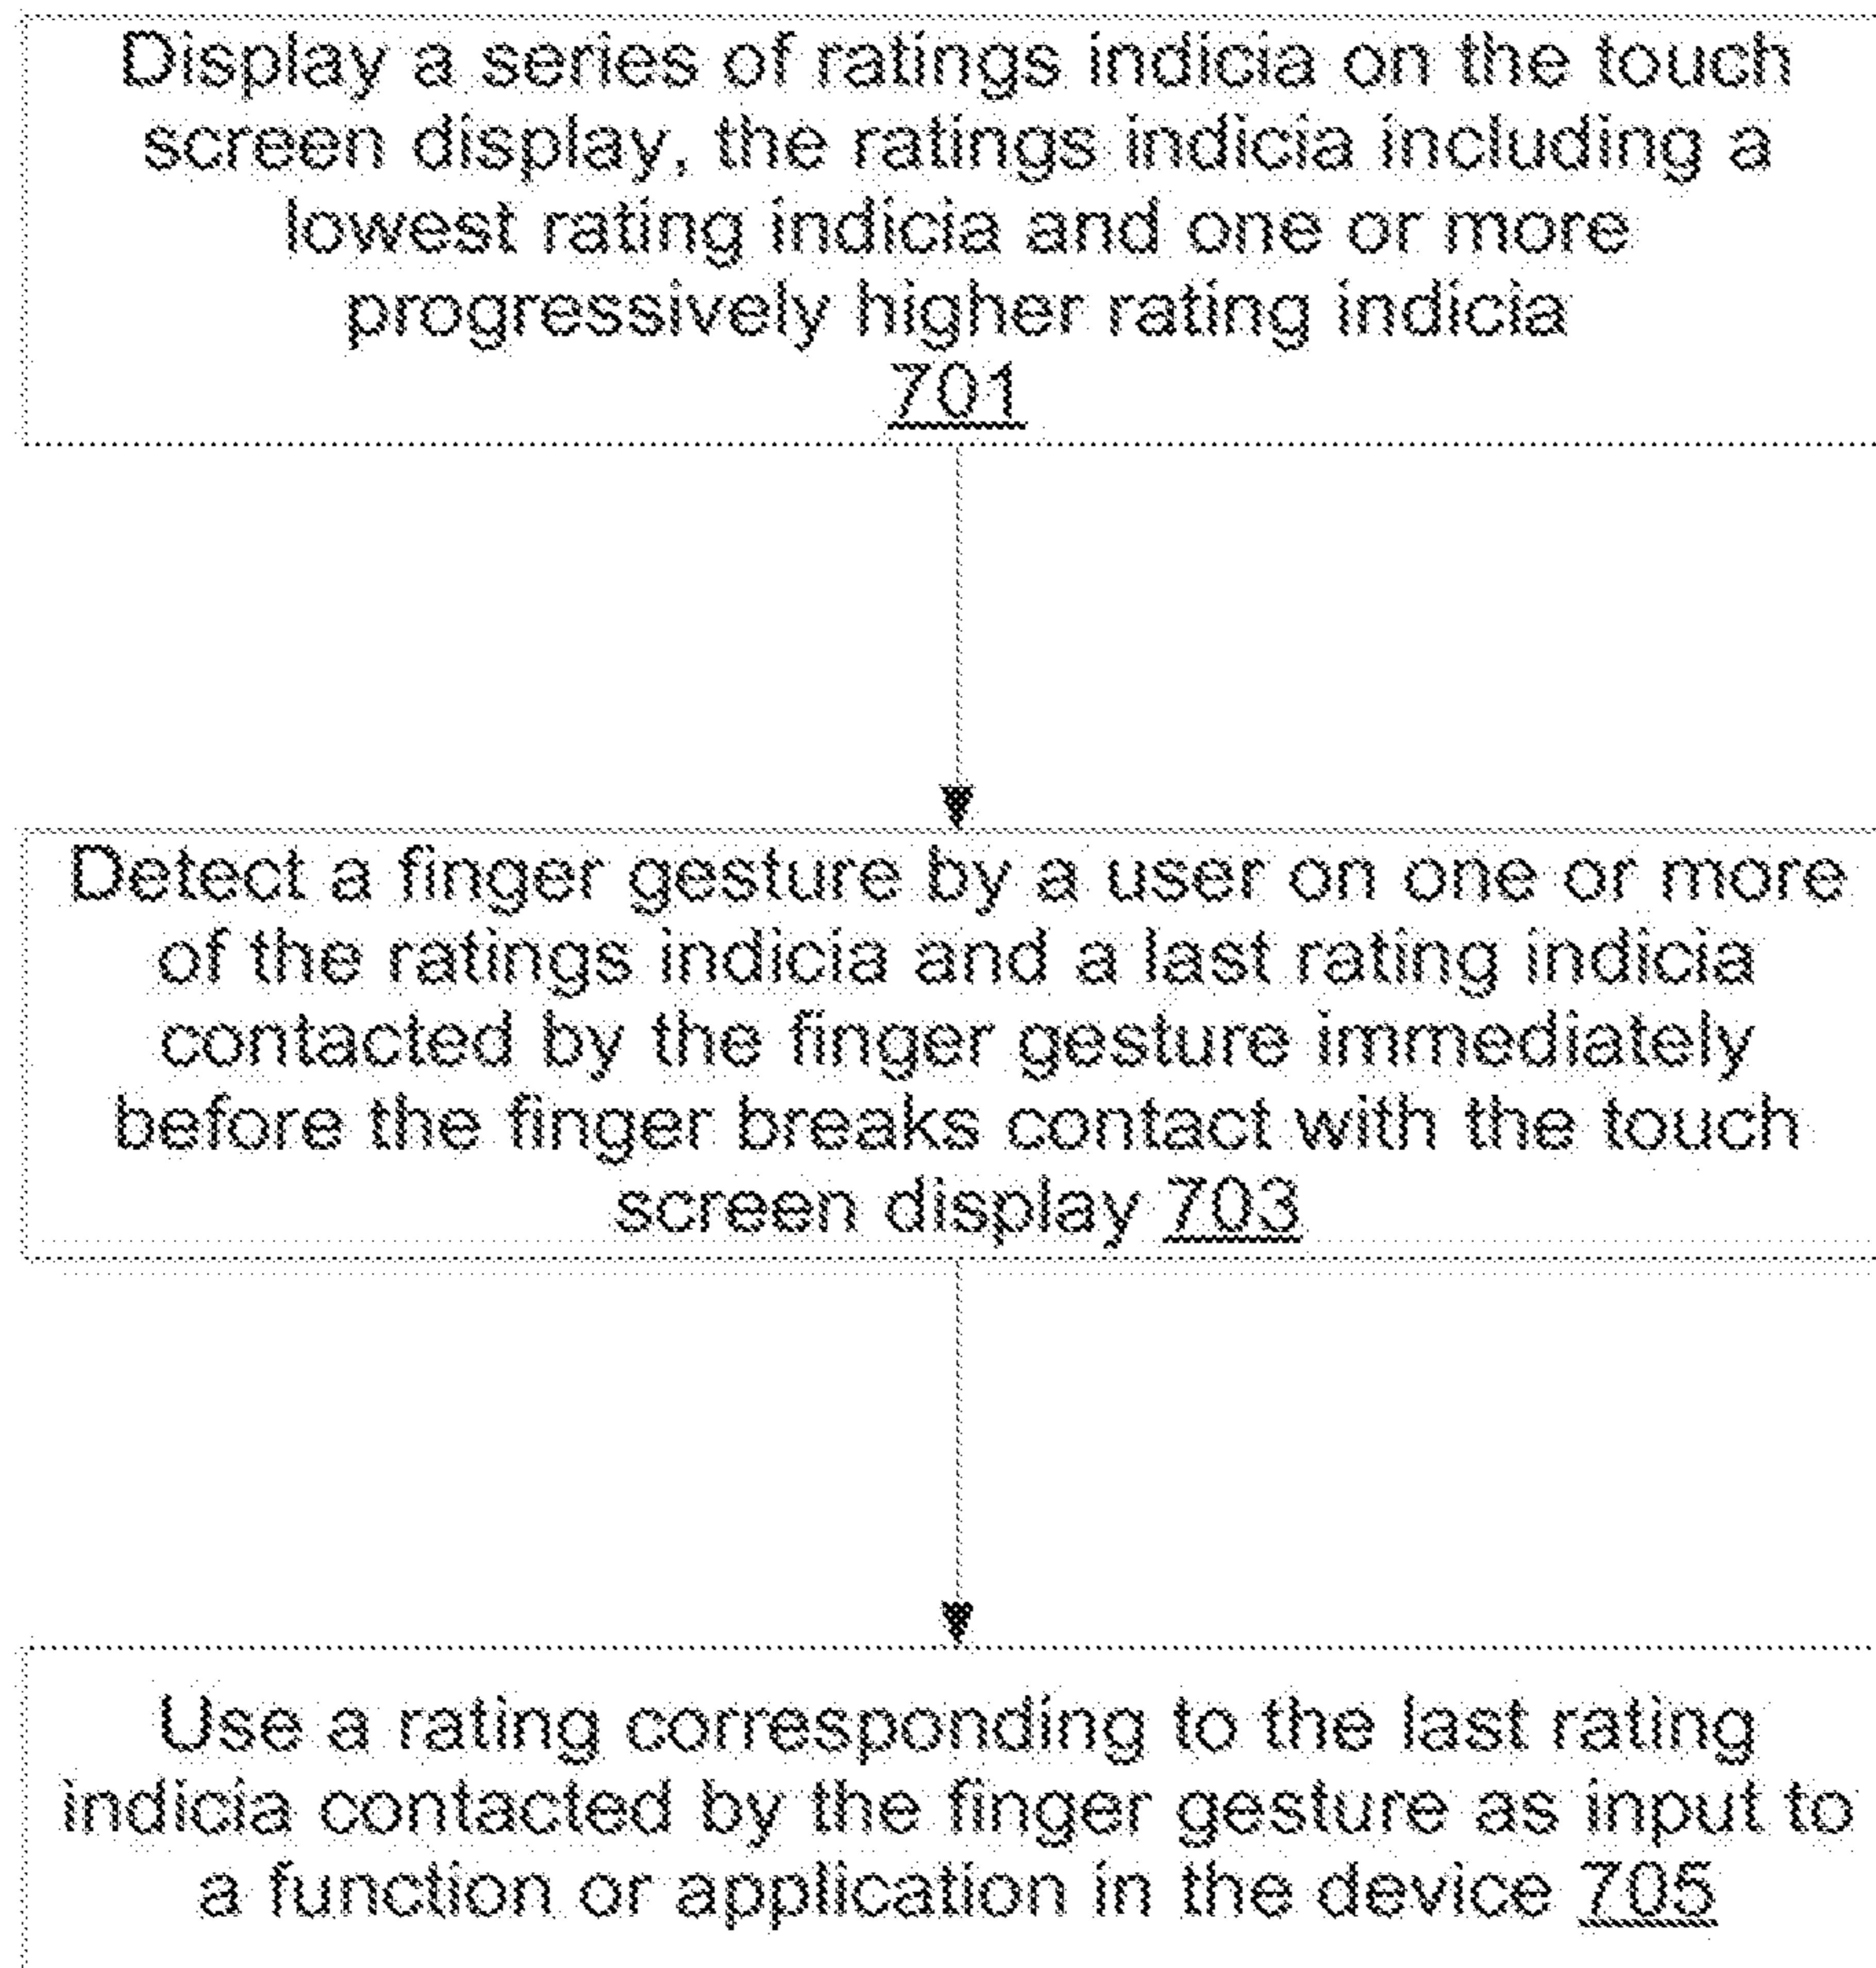 Display a series of ratings indicia on the touch
screen display, the ratings indicia including a
lowest rating indicia and one or more
progressively higher rating indicia
701
Detect a finger gesture by a user on one or more
of the ratings indicia and a last rating indicia
contacted by the finger gesture immediately
before the finger breaks contact with the touch
screen display 703
Use a rating corresponding to the last rating
indicia contacted by the finger gesture as input to
a function or application in the device 705